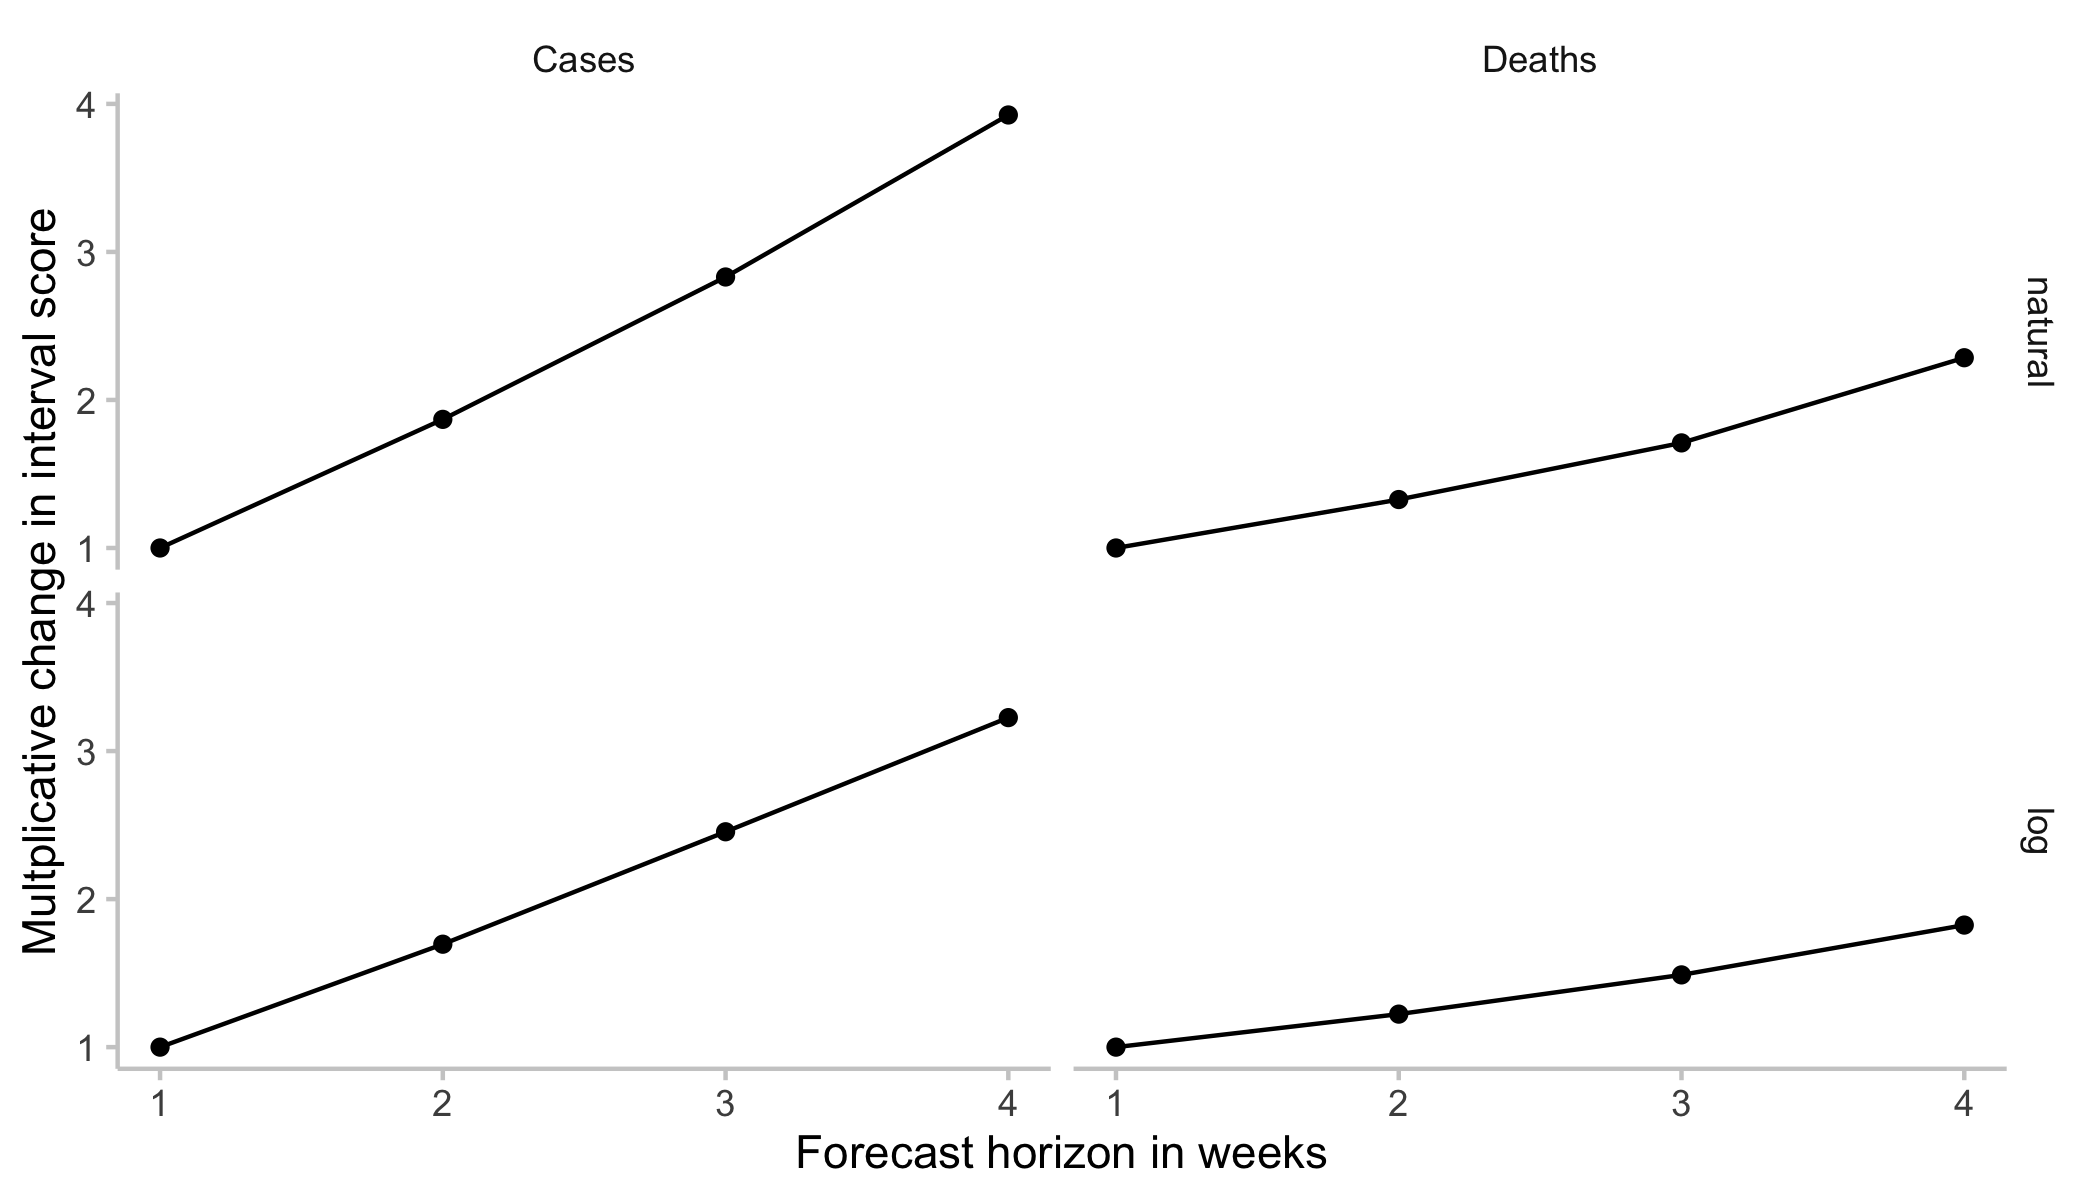 Cases
Deaths
Multiplicative change in interval score
4
3
2
1
natural
4
3
2
1
log
1 2 3 4 1 2 3 4
Forecast horizon in weeks